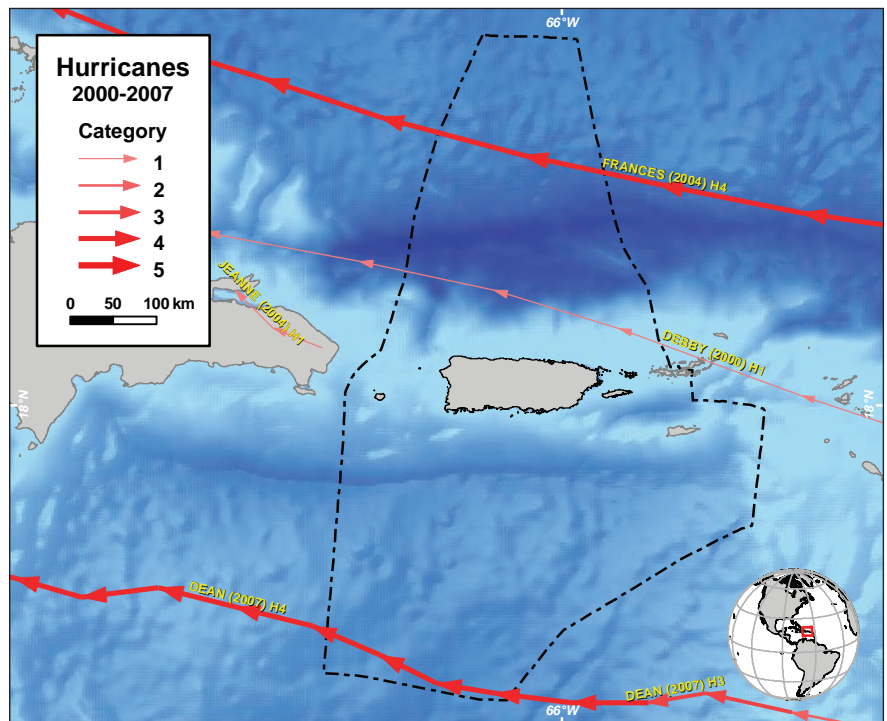 66°W
Hurricanes
2000-2007
Category
1
2
3
4
5
0 50 100 km
FRANCES (2004) H4
JEANNE (2004) H1
DEBBY (2000) H1
18°N
18°N
DEAN (2007) H4
DEAN (2007) H3
66°W